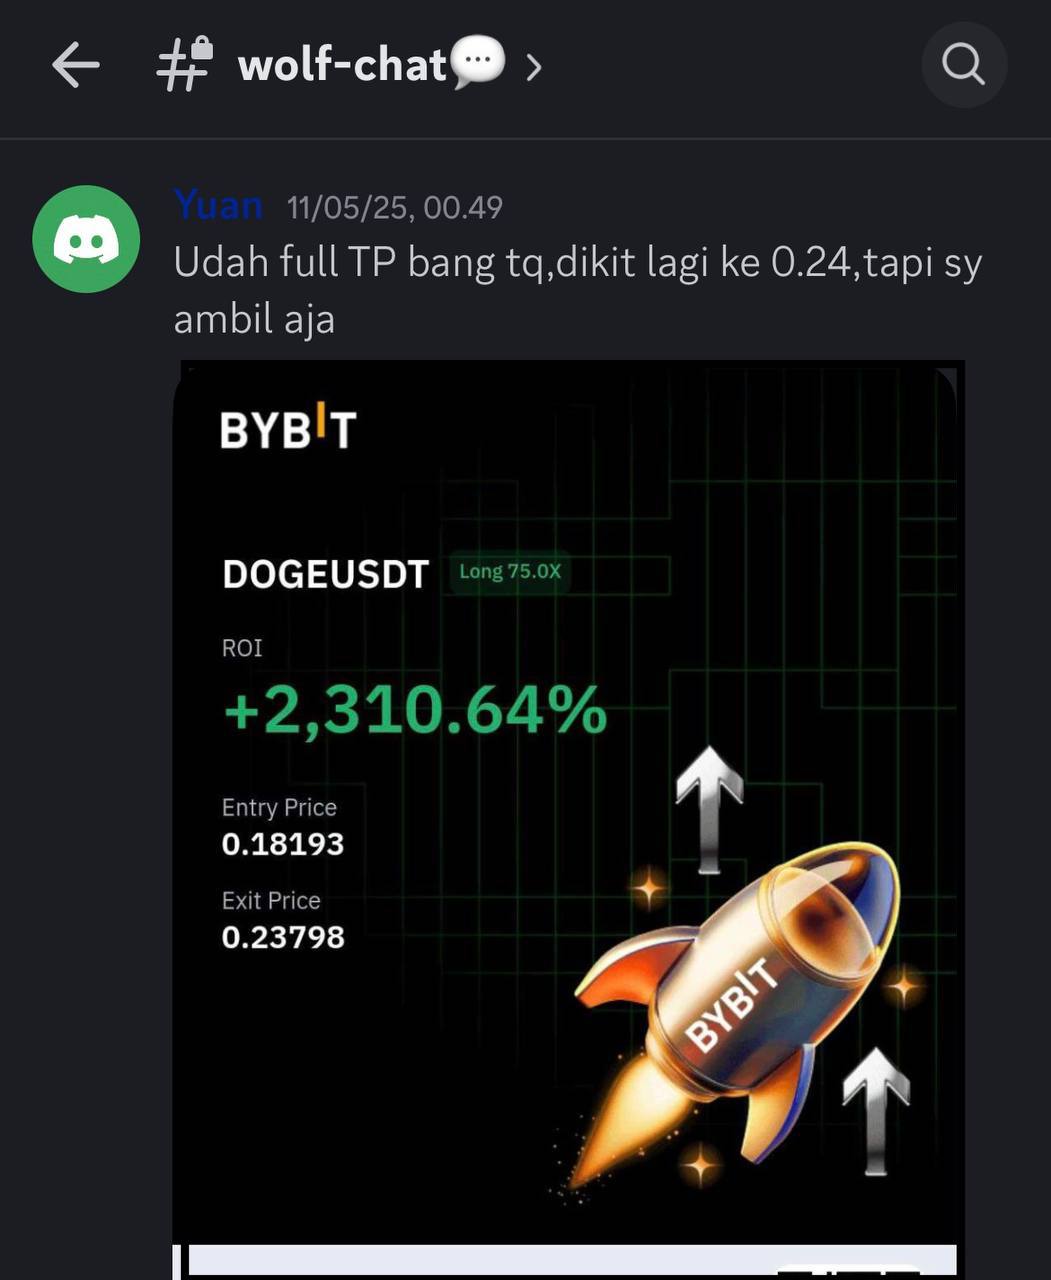 wolf-chat
Yuan 11/05/25, 00.49
Udah full TP bang tq,dikit lagi ke 0.24,tapi sy
ambil aja
BYBIT
DOGEUSDT Long 75.0X
ROI
+2,310.64%
Entry Price
0.18193
Exit Price
0.23798
BYBIT